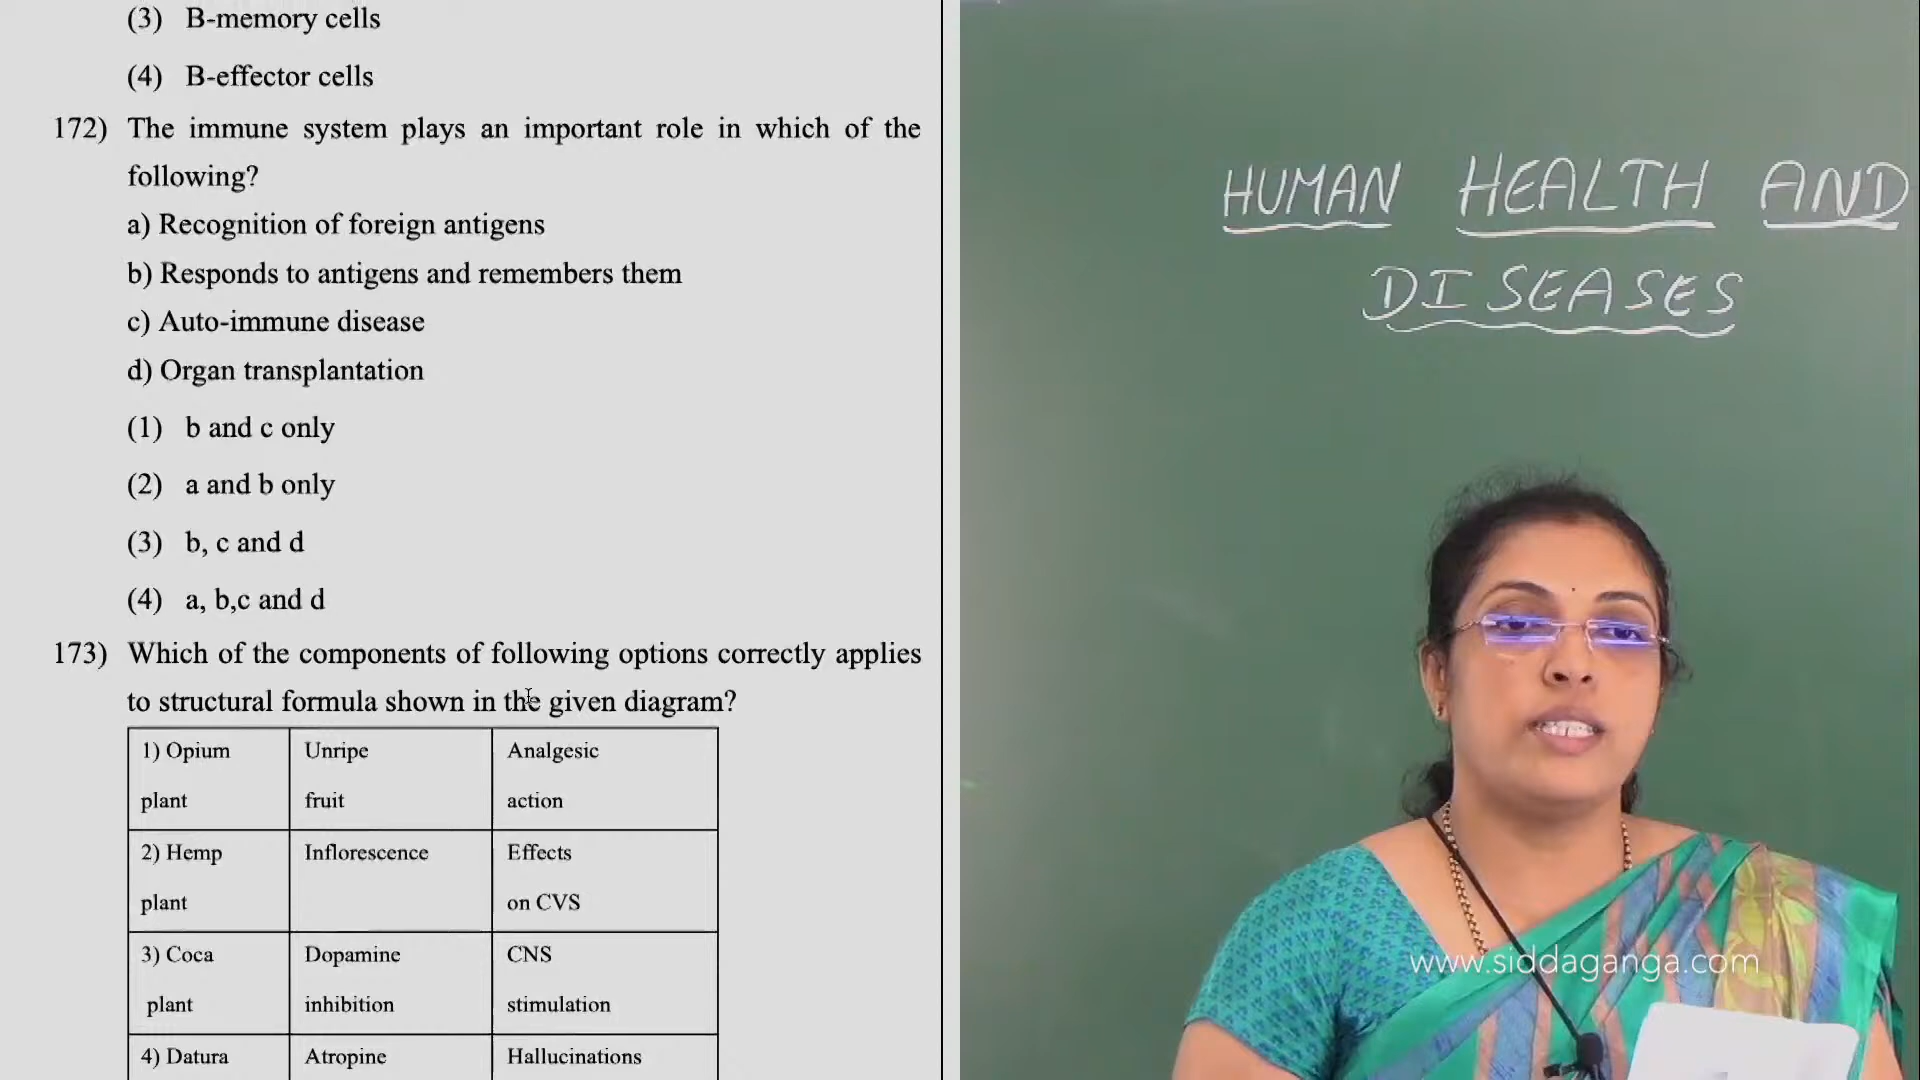 (3) B-memory cells
(4) B-effector cells
172) The immune system plays an important role in which of the
following?
a) Recognition of foreign antigens
b) Responds to antigens and remembers them
c) Auto-immune disease
d) Organ transplantation
(1) b and c only
(2) a and b only
(3) b, c and d
(4) a, b,c and d
173) Which of the components of following options correctly applies
to structural formula shown in the given diagram?
1) Opium plant Unripe fruit Analgesic action
2) Hemp plant Inflorescence Effects on CVS
3) Coca plant Dopamine inhibition CNS stimulation
4) Datura Atropine Hallucinations
HUMAN HEALTH AND
DISEASES
www.siddaganga.com